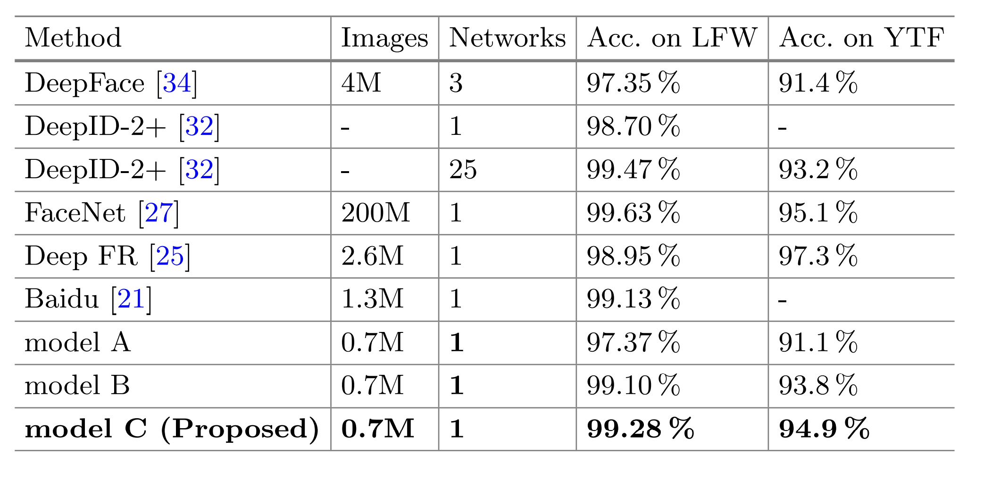 Method Images Networks Acc. on LFW Acc. on YTF
DeepFace [34] 4M 3 97.35 % 91.4 %
DeepID-2+ [32] - 1 98.70 % -
DeepID-2+ [32] - 25 99.47 % 93.2 %
FaceNet [27] 200M 1 99.63 % 95.1 %
Deep FR [25] 2.6M 1 98.95 % 97.3 %
Baidu [21] 1.3M 1 99.13 % -
model A 0.7M 1 97.37 % 91.1 %
model B 0.7M 1 99.10 % 93.8 %
model C (Proposed) 0.7M 1 99.28 % 94.9 %